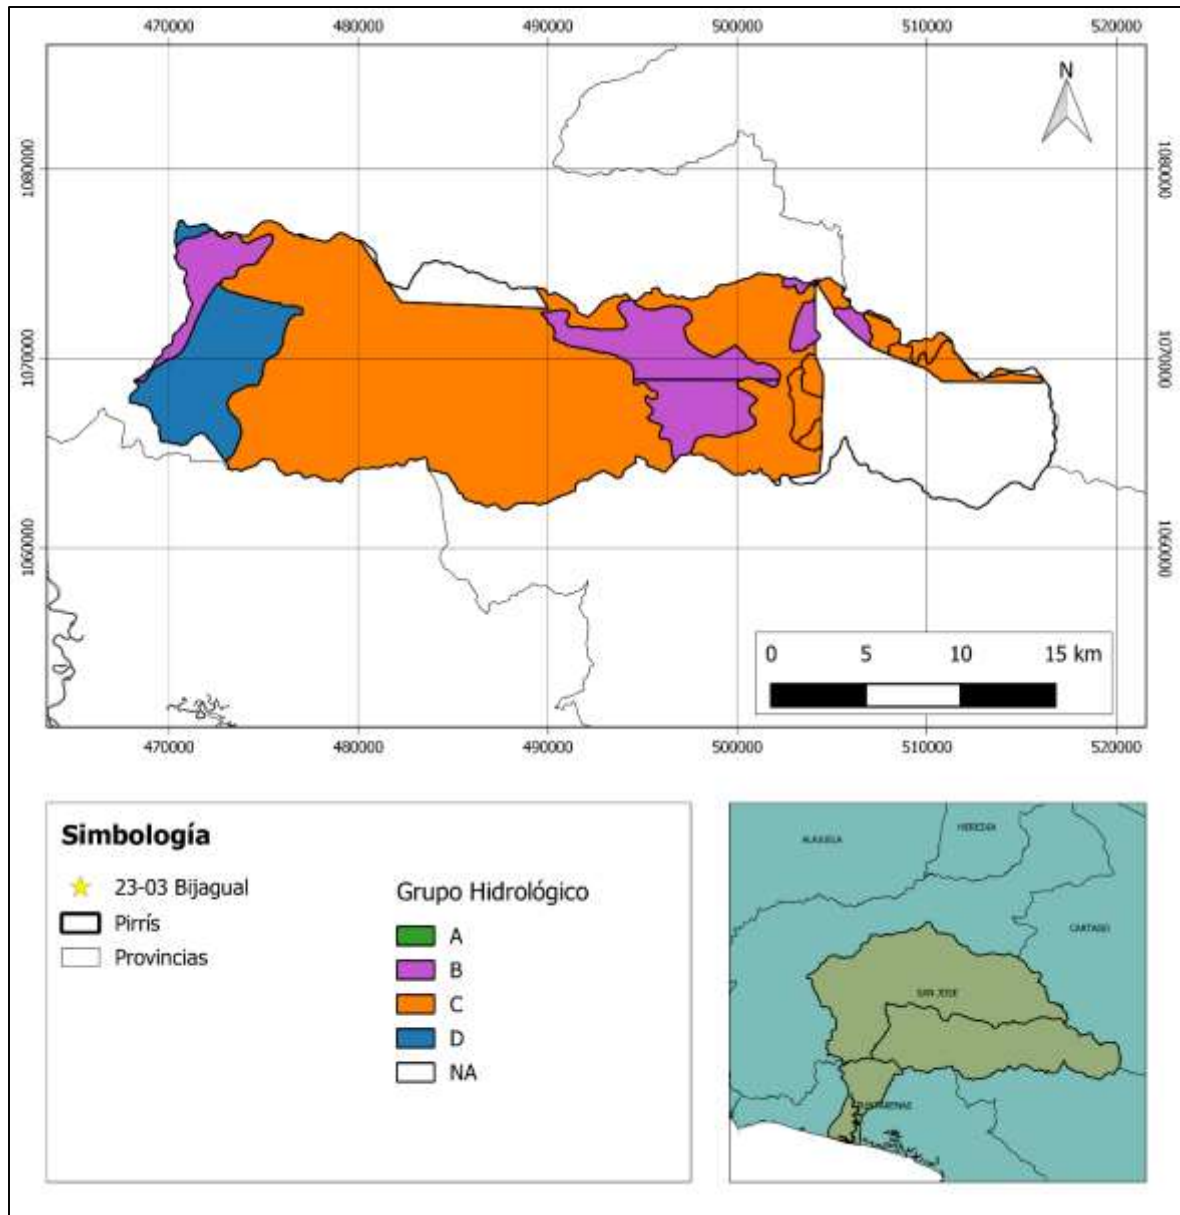 470000 480000 490000 500000 510000 520000
N
1080000 1080000
1070000 1070000
1060000 1060000
0 5 10 15 km
470000 480000 490000 500000 510000 520000
Simbología
23-03 Bijagual
Pirrís
Provincias
Grupo Hidrológico
A
B
C
D
NA
ALAJUELA
HEREDIA
CARTAGO
SAN JOSE
PUNTARENAS